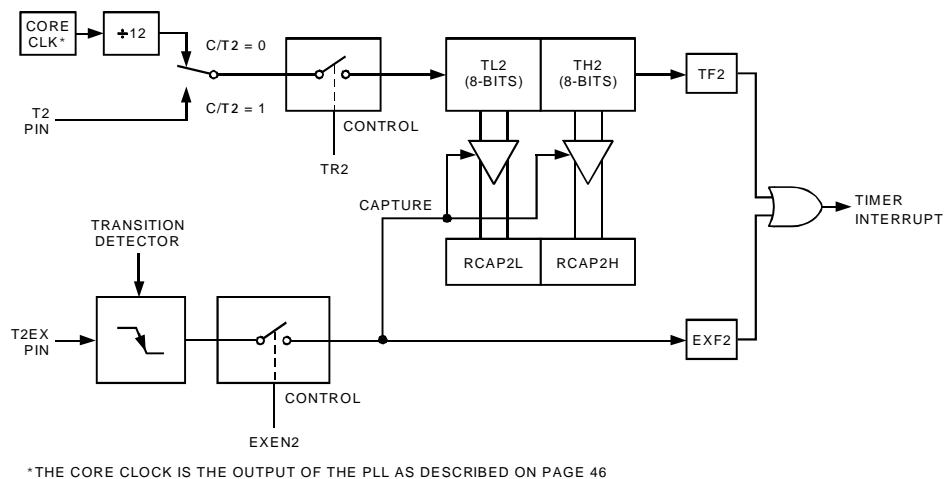 CORE
CLK*
÷12
C/T2 = 0
C/T2 = 1
T2
PIN
CONTROL
TR2
TL2
(8-BITS)
TH2
(8-BITS)
TF2
CAPTURE
TIMER
INTERRUPT
TRANSITION
DETECTOR
RCAP2L
RCAP2H
T2EX
PIN
EXF2
CONTROL
EXEN2
*THE CORE CLOCK IS THE OUTPUT OF THE PLL AS DESCRIBED ON PAGE 46